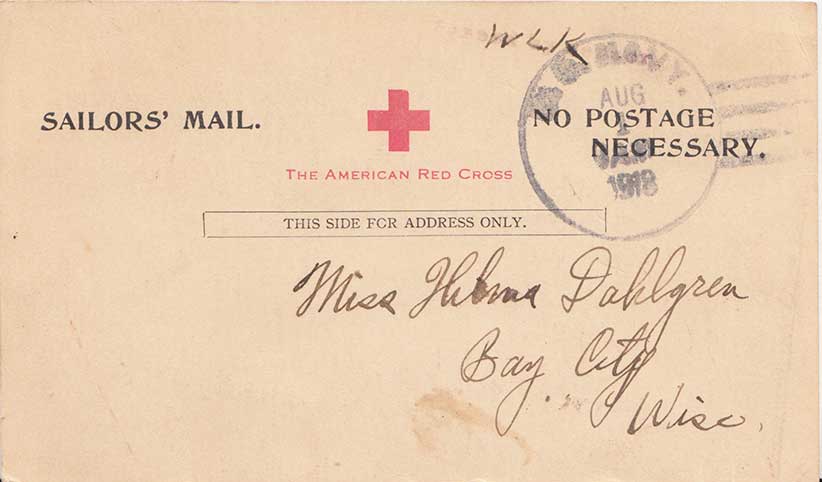 WLK
NAVY.
AUG
1918
SAILORS' MAIL.
NO POSTAGE
NECESSARY.
THE AMERICAN RED CROSS
THIS SIDE FOR ADDRESS ONLY.
Miss Hilma Dahlgren
Bay City
Wisc.